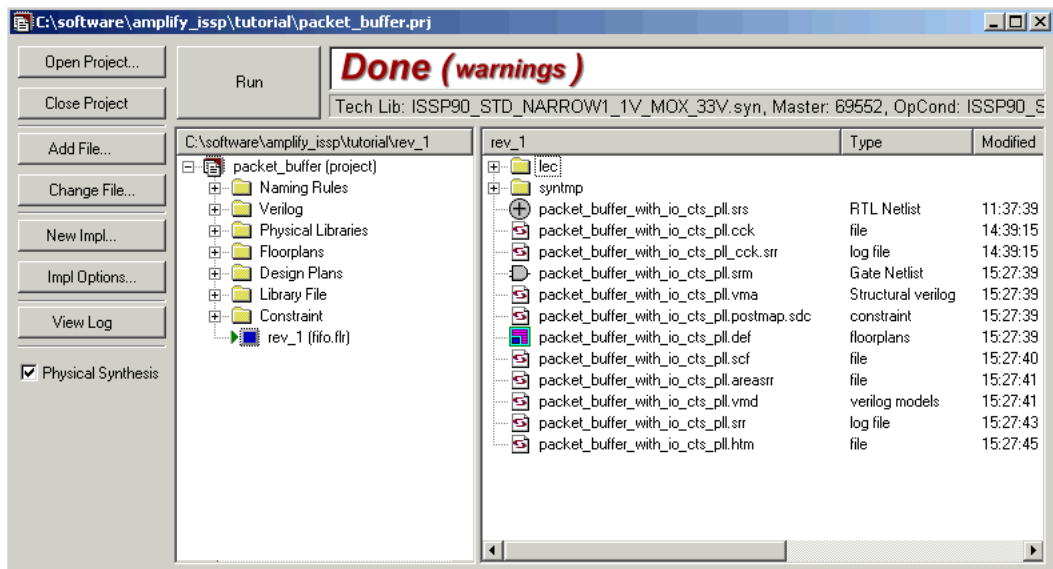 C:\software\amplify_issp\tutorial\packet_buffer.prj
Open Project...
Close Project
Add File...
Change File...
New Impl...
Impl Options...
View Log
Physical Synthesis
Run
Done (warnings)
Tech Lib: ISSP90_STD_NARROW1_1V_MOX_33V.syn, Master: 69552, OpCond: ISSP90_S
C:\software\amplify_issp\tutorial\rev_1
packet_buffer (project)
Naming Rules
Verilog
Physical Libraries
Floorplans
Design Plans
Library File
Constraint
rev_1 (fifo.flr)
rev_1 Type Modified
lec
syntmp
packet_buffer_with_io_cts_pll.srs RTL Netlist 11:37:39
packet_buffer_with_io_cts_pll.cck file 14:39:15
packet_buffer_with_io_cts_pll_cck.srr log file 14:39:15
packet_buffer_with_io_cts_pll.srm Gate Netlist 15:27:39
packet_buffer_with_io_cts_pll.vma Structural verilog 15:27:39
packet_buffer_with_io_cts_pll.postmap.sdc constraint 15:27:39
packet_buffer_with_io_cts_pll.def floorplans 15:27:39
packet_buffer_with_io_cts_pll.scf file 15:27:40
packet_buffer_with_io_cts_pll.areasrr file 15:27:41
packet_buffer_with_io_cts_pll.vmd verilog models 15:27:41
packet_buffer_with_io_cts_pll.srr log file 15:27:43
packet_buffer_with_io_cts_pll.htm file 15:27:45